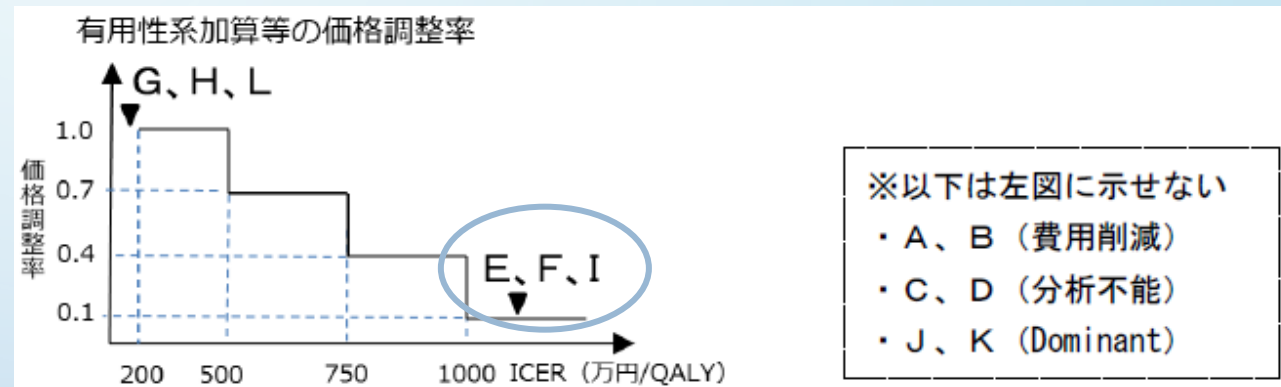 有用性系加算等の価格調整率
G、H、L
1.0
0.7
0.4
0.1
価格調整率
E、F、I
200 500 750 1000 ICER (万円/QALY)
※以下は左図に示せない
・A、B（費用削減）
・C、D（分析不能）
・J、K（Dominant）